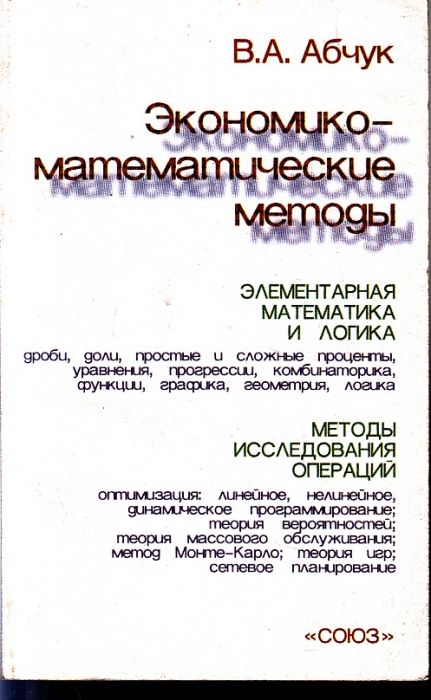 В.А. Абчук
Экономико-
математические
методы
ЭЛЕМЕНТАРНАЯ
МАТЕМАТИКА
И ЛОГИКА
дроби, доли, простые и сложные проценты,
уравнения, прогрессии, комбинаторика,
функции, графика, геометрия, логика
МЕТОДЫ
ИССЛЕДОВАНИЯ
ОПЕРАЦИЙ
оптимизация: линейное, нелинейное,
динамическое программирование;
теория вероятностей;
теория массового обслуживания;
метод Монте-Карло; теория игр;
сетевое планирование
«СОЮЗ»